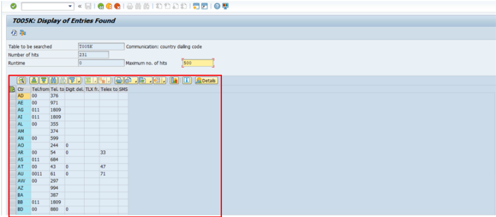 T005K: Display of Entries Found
Table to be searched T005K Communication: country dialling code
Number of hits 231
Runtime 0 Maximum no. of hits 500
Details
Ctr Tel.from Tel. to Digit del. TLX fr. Telex to SMS
AD 00 376
AE 00 971
AG 011 1809
AI 011 1809
AL 00 355
AM 374
AN 00 599
AO 244 0
AR 00 54 0 33
AS 011 684
AT 00 43 0 47
AU 0011 61 0 71
AW 00 297
AZ 994
BA 387
BB 011 1809
BD 00 880 0